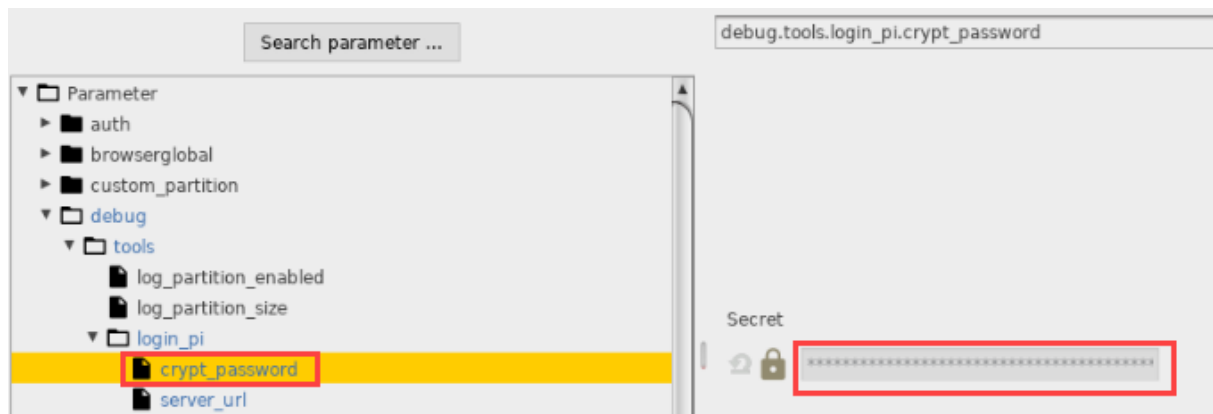 Search parameter ...
debug.tools.login_pi.crypt_password
Parameter
auth
browserglobal
custom_partition
debug
tools
log_partition_enabled
log_partition_size
login_pi
crypt_password
server_url
Secret
****************************************